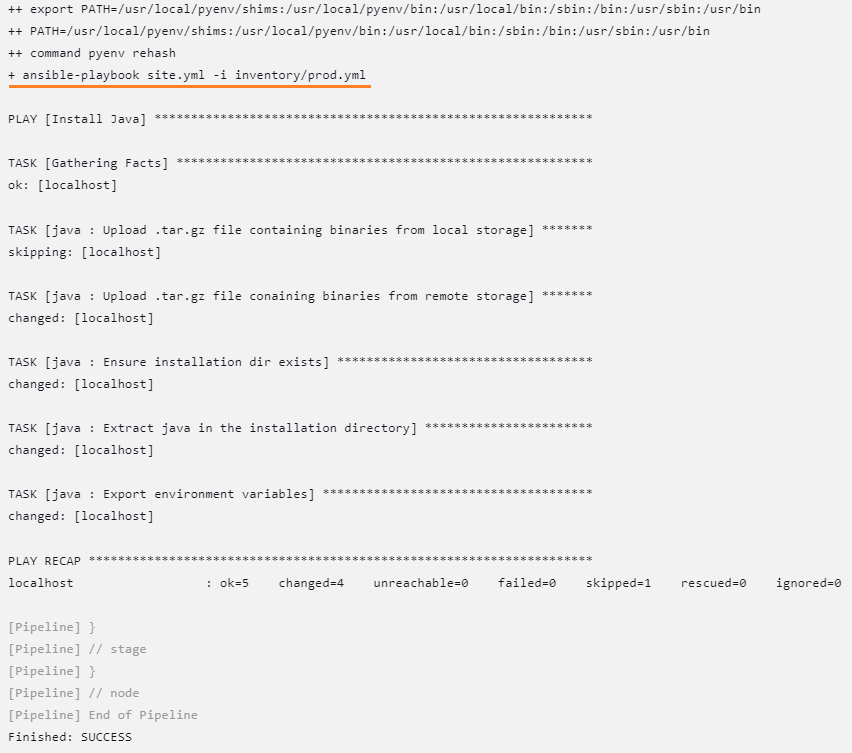 ++ export PATH=/usr/local/pyenv/shims:/usr/local/pyenv/bin:/usr/local/bin:/sbin:/bin:/usr/sbin:/usr/bin
++ PATH=/usr/local/pyenv/shims:/usr/local/pyenv/bin:/usr/local/bin:/sbin:/bin:/usr/sbin:/usr/bin
++ command pyenv rehash
+ ansible-playbook site.yml -i inventory/prod.yml
PLAY [Install Java] ************************************************************
TASK [Gathering Facts] *********************************************************
ok: [localhost]
TASK [java : Upload .tar.gz file containing binaries from local storage] *******
skipping: [localhost]
TASK [java : Upload .tar.gz file conaining binaries from remote storage] *******
changed: [localhost]
TASK [java : Ensure installation dir exists] ***********************************
changed: [localhost]
TASK [java : Extract java in the installation directory] ***********************
changed: [localhost]
TASK [java : Export environment variables] *************************************
changed: [localhost]
PLAY RECAP *********************************************************************
localhost                  : ok=5    changed=4    unreachable=0    failed=0    skipped=1    rescued=0    ignored=0
[Pipeline] }
[Pipeline] // stage
[Pipeline] }
[Pipeline] // node
[Pipeline] End of Pipeline
Finished: SUCCESS